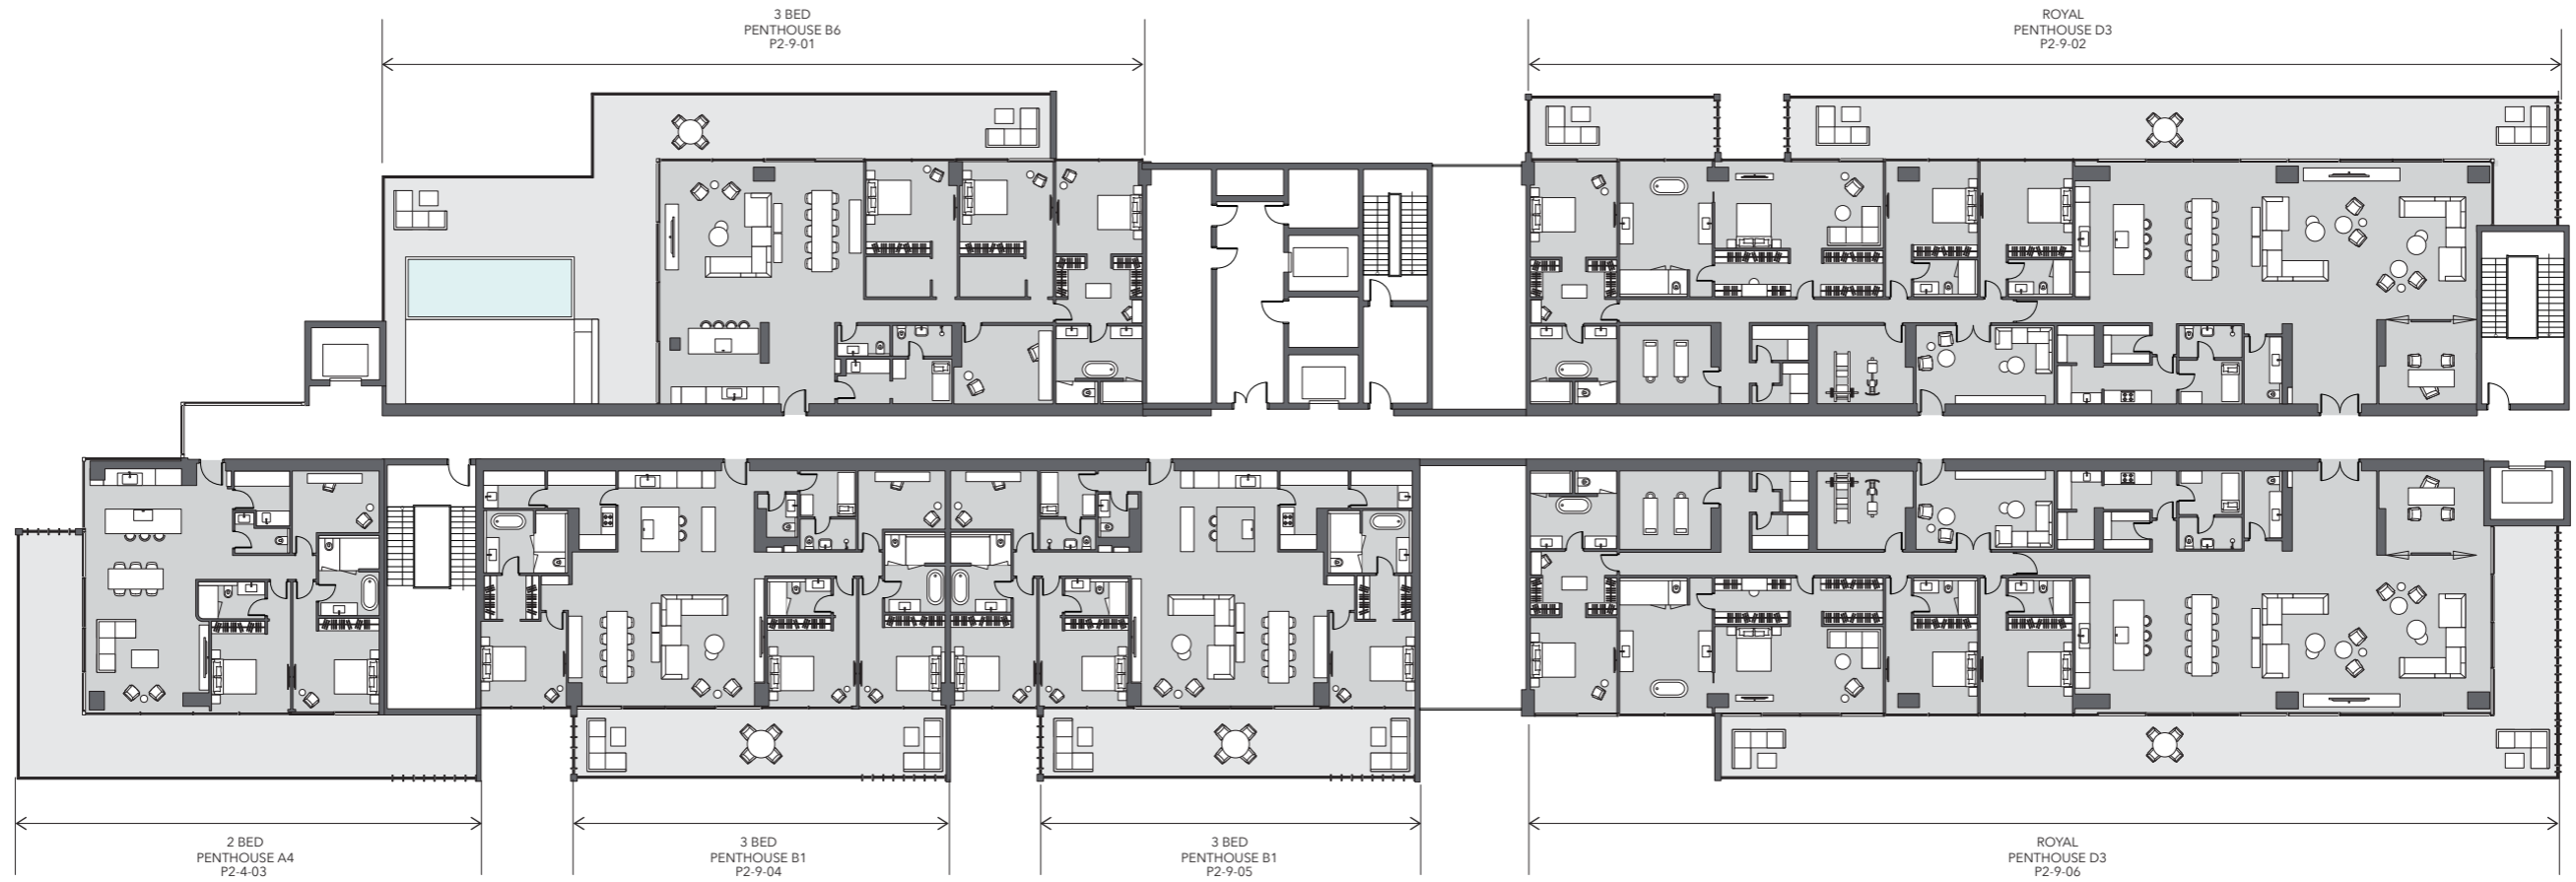 3 BED
PENTHOUSE B6
P2-9-01
ROYAL
PENTHOUSE D3
P2-9-02
2 BED
PENTHOUSE A4
P2-4-03
3 BED
PENTHOUSE B1
P2-9-04
3 BED
PENTHOUSE B1
P2-9-05
ROYAL
PENTHOUSE D3
P2-9-06